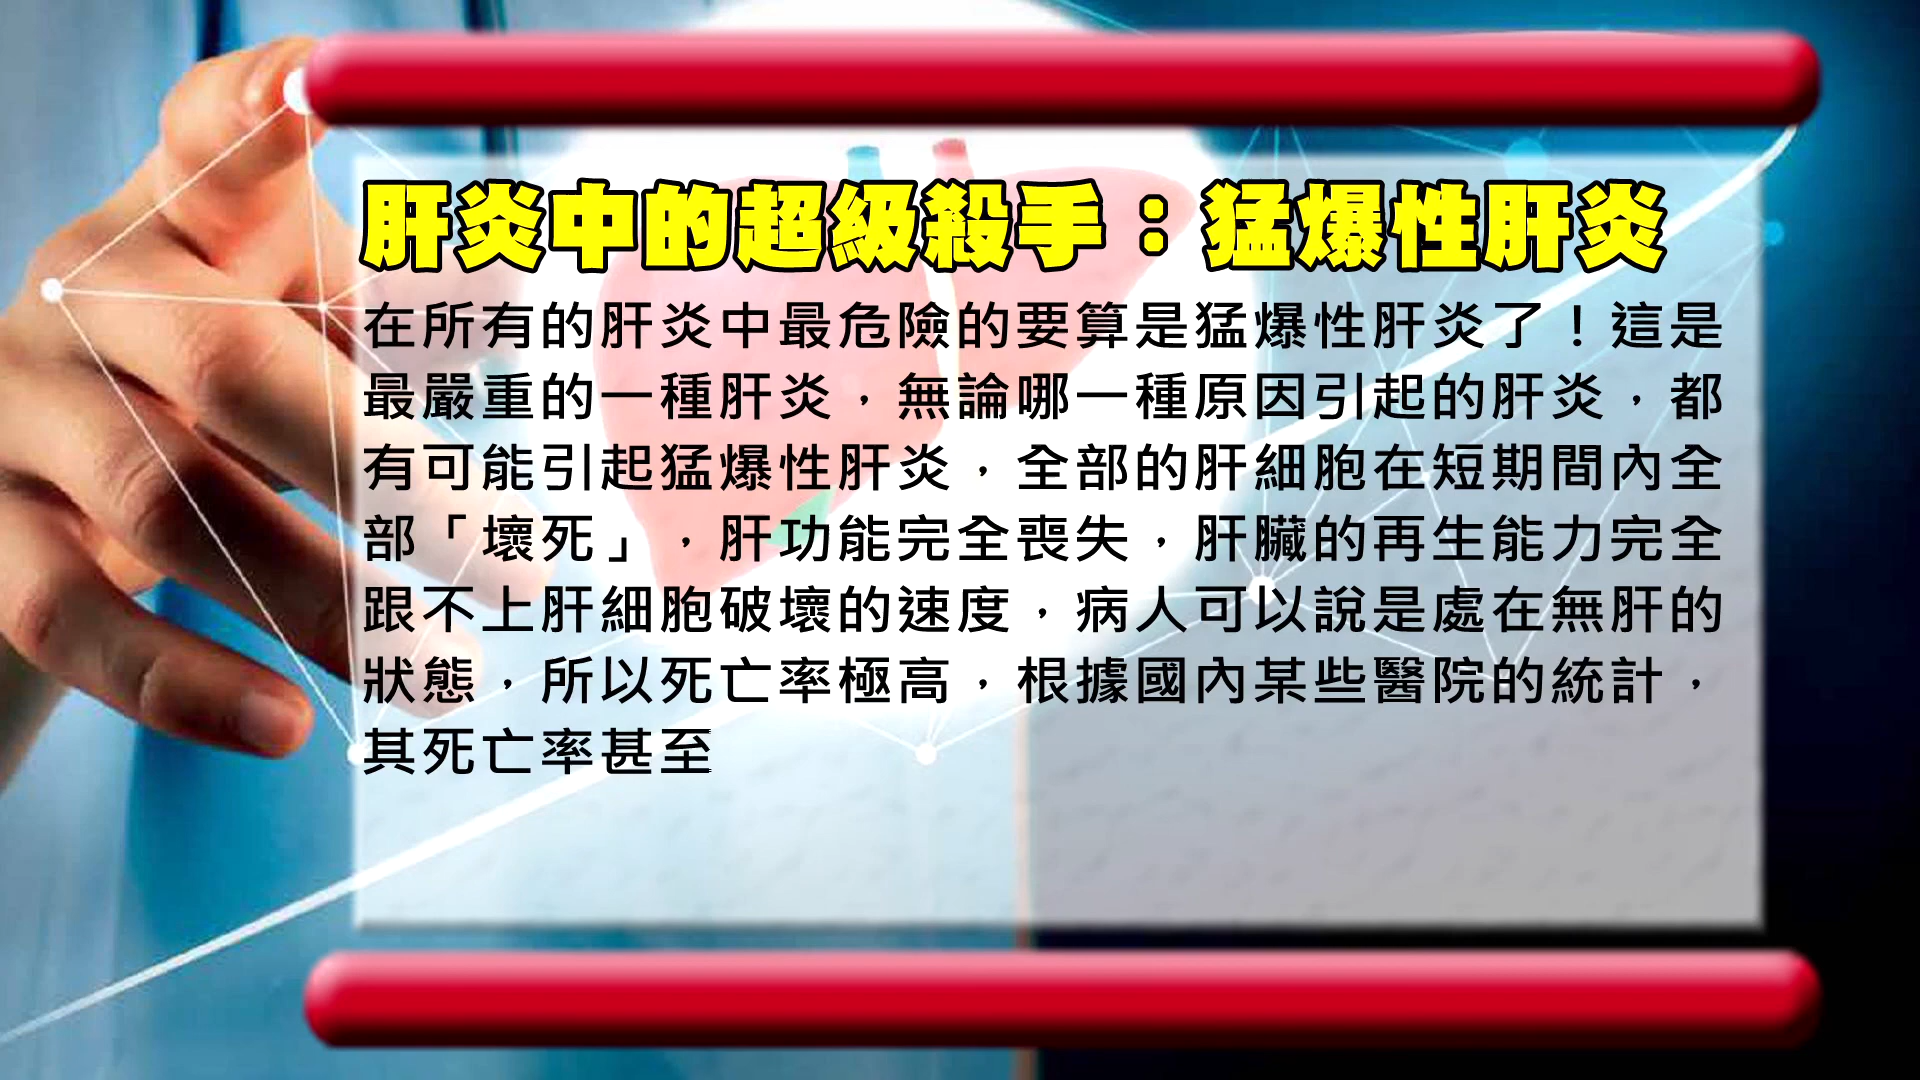 肝炎中的超級殺手：猛爆性肝炎
在所有的肝炎中最危險的要算是猛爆性肝炎了！這是
最嚴重的一種肝炎，無論哪一種原因引起的肝炎，都
有可能引起猛爆性肝炎，全部的肝細胞在短期間內全
部「壞死」，肝功能完全喪失，肝臟的再生能力完全
跟不上肝細胞破壞的速度，病人可以說是處在無肝的
狀態，所以死亡率極高，根據國內某些醫院的統計，
其死亡率甚至